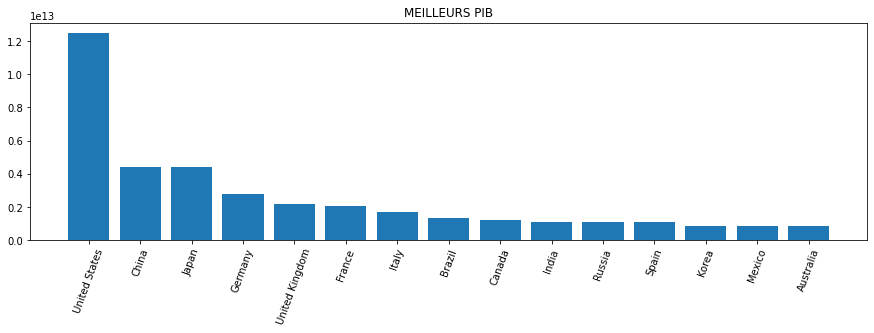 MEILLEURS PIB
1e13
1.2
1.0
0.8
0.6
0.4
0.2
0.0
United States
China
Japan
Germany
United Kingdom
France
Italy
Brazil
Canada
India
Russia
Spain
Korea
Mexico
Australia